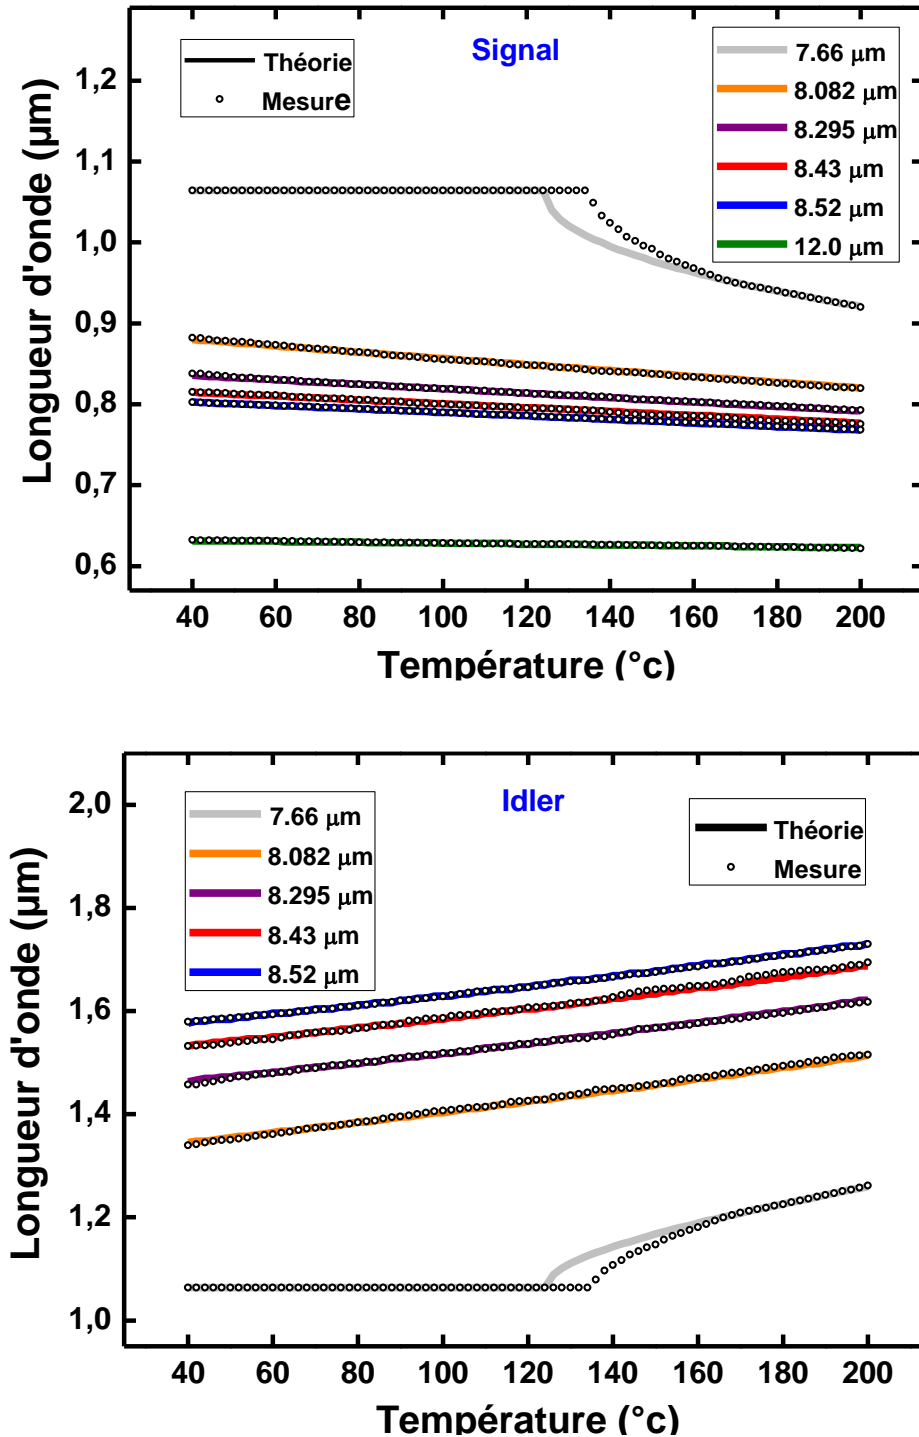 Signal
Théorie
Mesure
7.66 μm
8.082 μm
8.295 μm
8.43 μm
8.52 μm
12.0 μm
1,2
1,1
1,0
0,9
0,8
0,7
0,6
Longueur d'onde (μm)
40 60 80 100 120 140 160 180 200
Température (°c)
Idler
7.66 μm
8.082 μm
8.295 μm
8.43 μm
8.52 μm
Théorie
Mesure
2,0
1,8
1,6
1,4
1,2
1,0
Longueur d'onde (μm)
40 60 80 100 120 140 160 180 200
Température (°c)